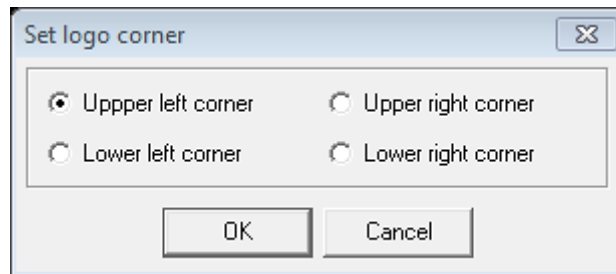 Set logo corner
Uppper left corner Upper right corner
Lower left corner Lower right corner
OK Cancel